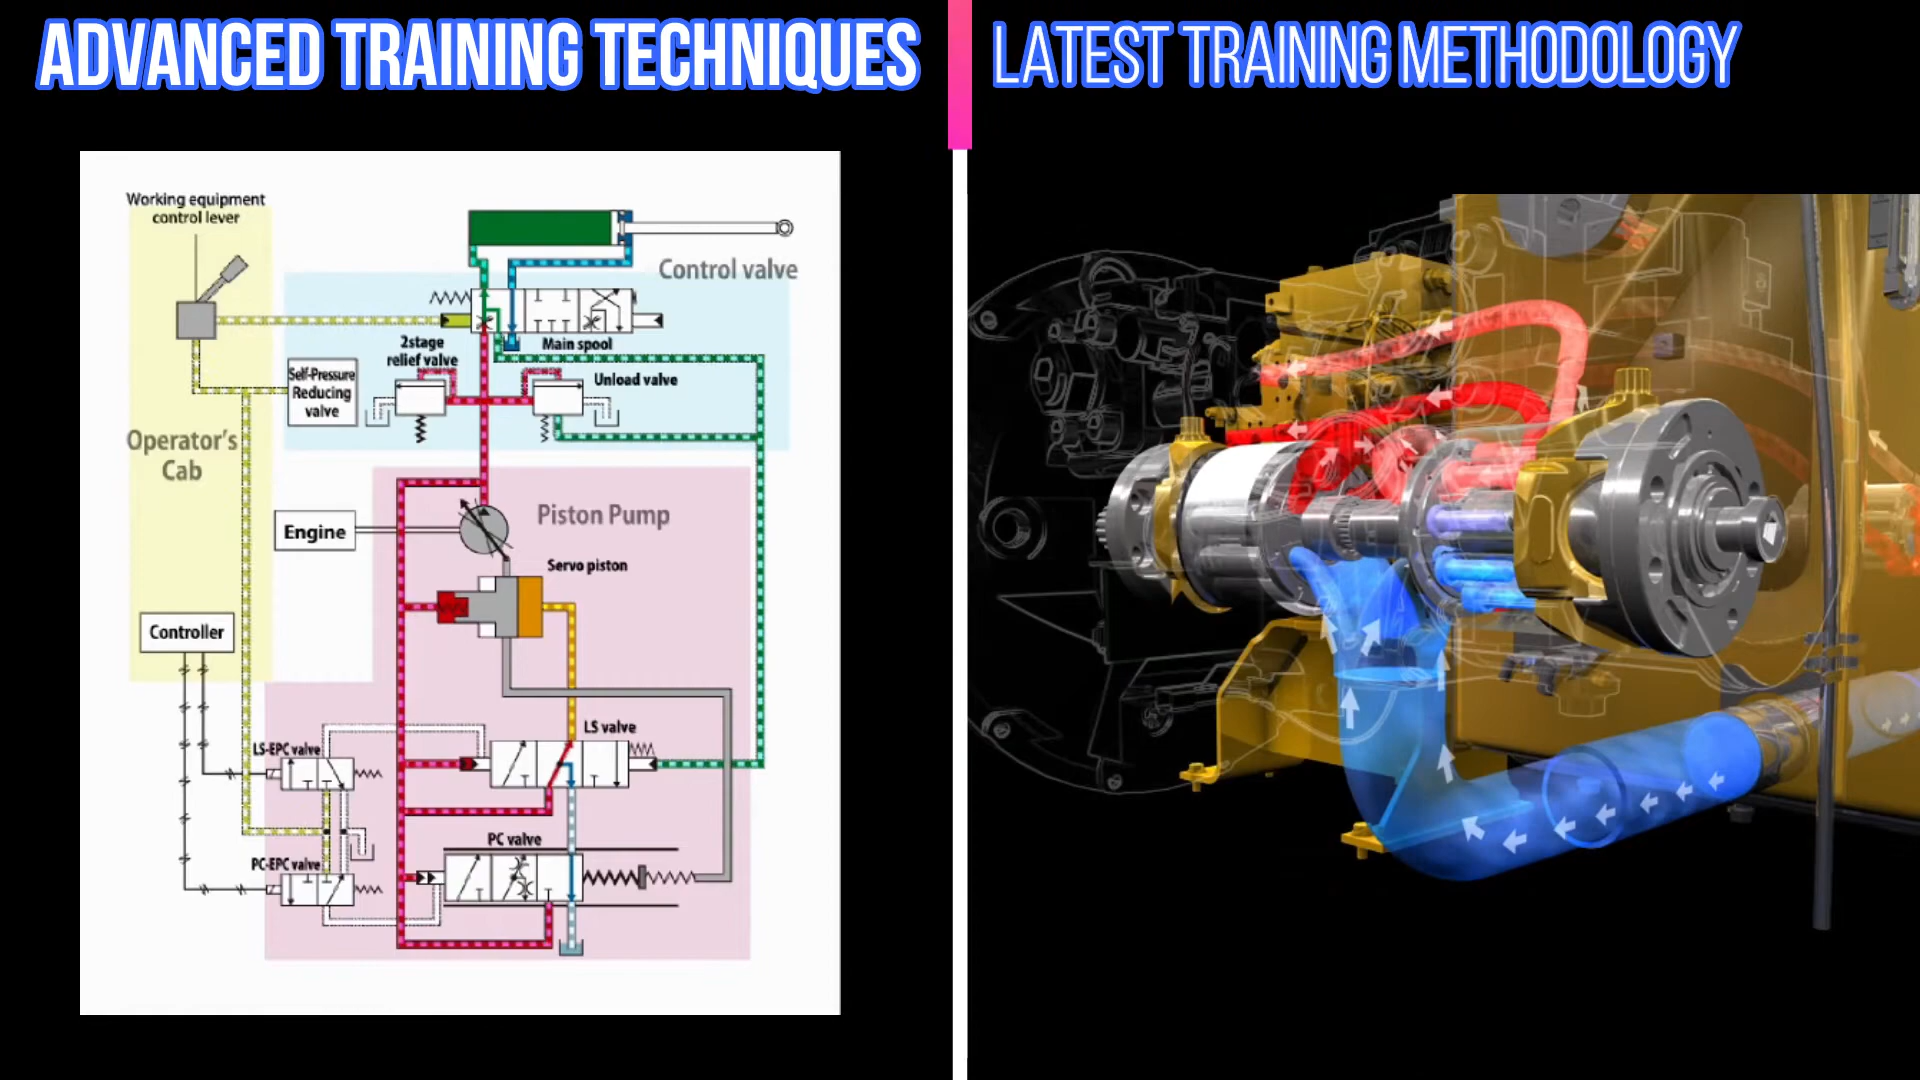 ADVANCED TRAINING TECHNIQUES
LATEST TRAINING METHODOLOGY
Working equipment
control lever
Control valve
Main spool
2stage
relief valve
Unload valve
Self-Pressure
Reducing
valve
Operator's
Cab
Piston Pump
Engine
Servo piston
Controller
LS valve
LS-EPC valve
PC valve
PC-EPC valve